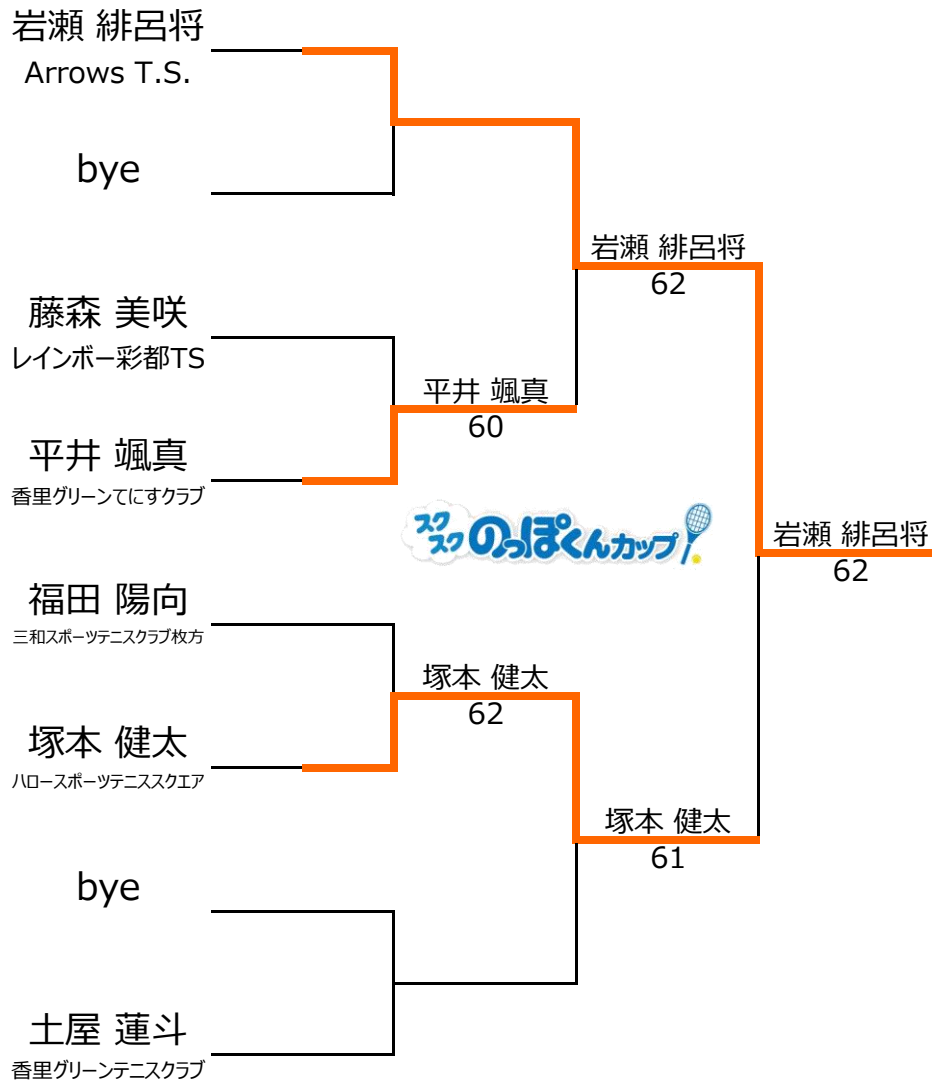 岩瀬 緋呂将
Arrows T.S.
bye
岩瀬 緋呂将
62
藤森 美咲
レインボー彩都TS
平井 颯真
60
平井 颯真
香里グリーンてにすクラブ
スク
スク のっぽくんカップ
岩瀬 緋呂将
62
福田 陽向
三和スポーツテニスクラブ枚方
塚本 健太
62
塚本 健太
ハロースポーツテニススクエア
塚本 健太
61
bye
土屋 蓮斗
香里グリーンテニスクラブ